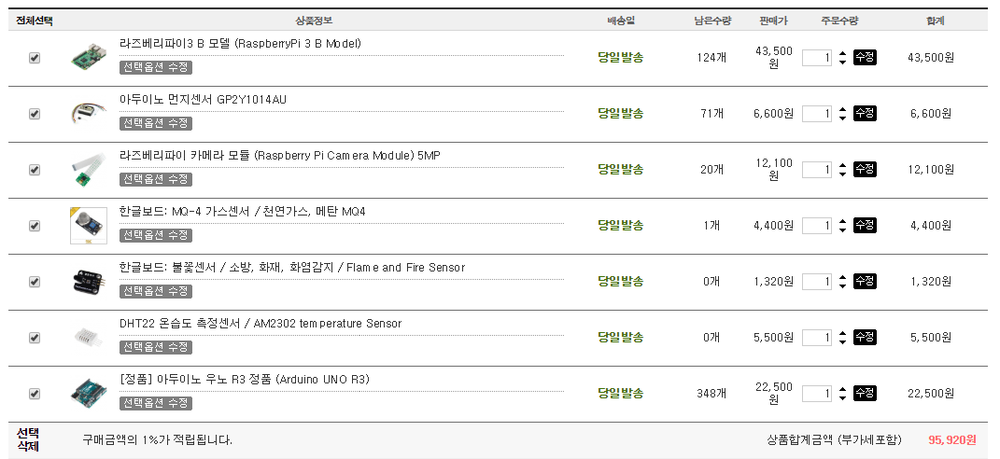 전체선택 상품정보 배송일 남은수량 판매가 주문수량 합계
라즈베리파이3 B 모델 (RaspberryPi 3 B Model)
선택옵션 수정
당일발송 124개 43,500원 1 수정 43,500원
아두이노 먼지센서 GP2Y1014AU
선택옵션 수정
당일발송 71개 6,600원 1 수정 6,600원
라즈베리파이 카메라 모듈 (Raspberry Pi Camera Module) 5MP
선택옵션 수정
당일발송 20개 12,100원 1 수정 12,100원
한글보드: MQ-4 가스센서 / 천연가스, 메탄 MQ4
선택옵션 수정
당일발송 1개 4,400원 1 수정 4,400원
한글보드: 불꽃센서 / 소방, 화재, 화염감지 / Flame and Fire Sensor
선택옵션 수정
당일발송 0개 1,320원 1 수정 1,320원
DHT22 온습도 측정센서 / AM2302 temperature Sensor
선택옵션 수정
당일발송 0개 5,500원 1 수정 5,500원
[정품] 아두이노 우노 R3 정품 (Arduino UNO R3)
선택옵션 수정
당일발송 348개 22,500원 1 수정 22,500원
선택
삭제
구매금액의 1%가 적립됩니다. 상품합계금액 (부가세포함) 95,920원